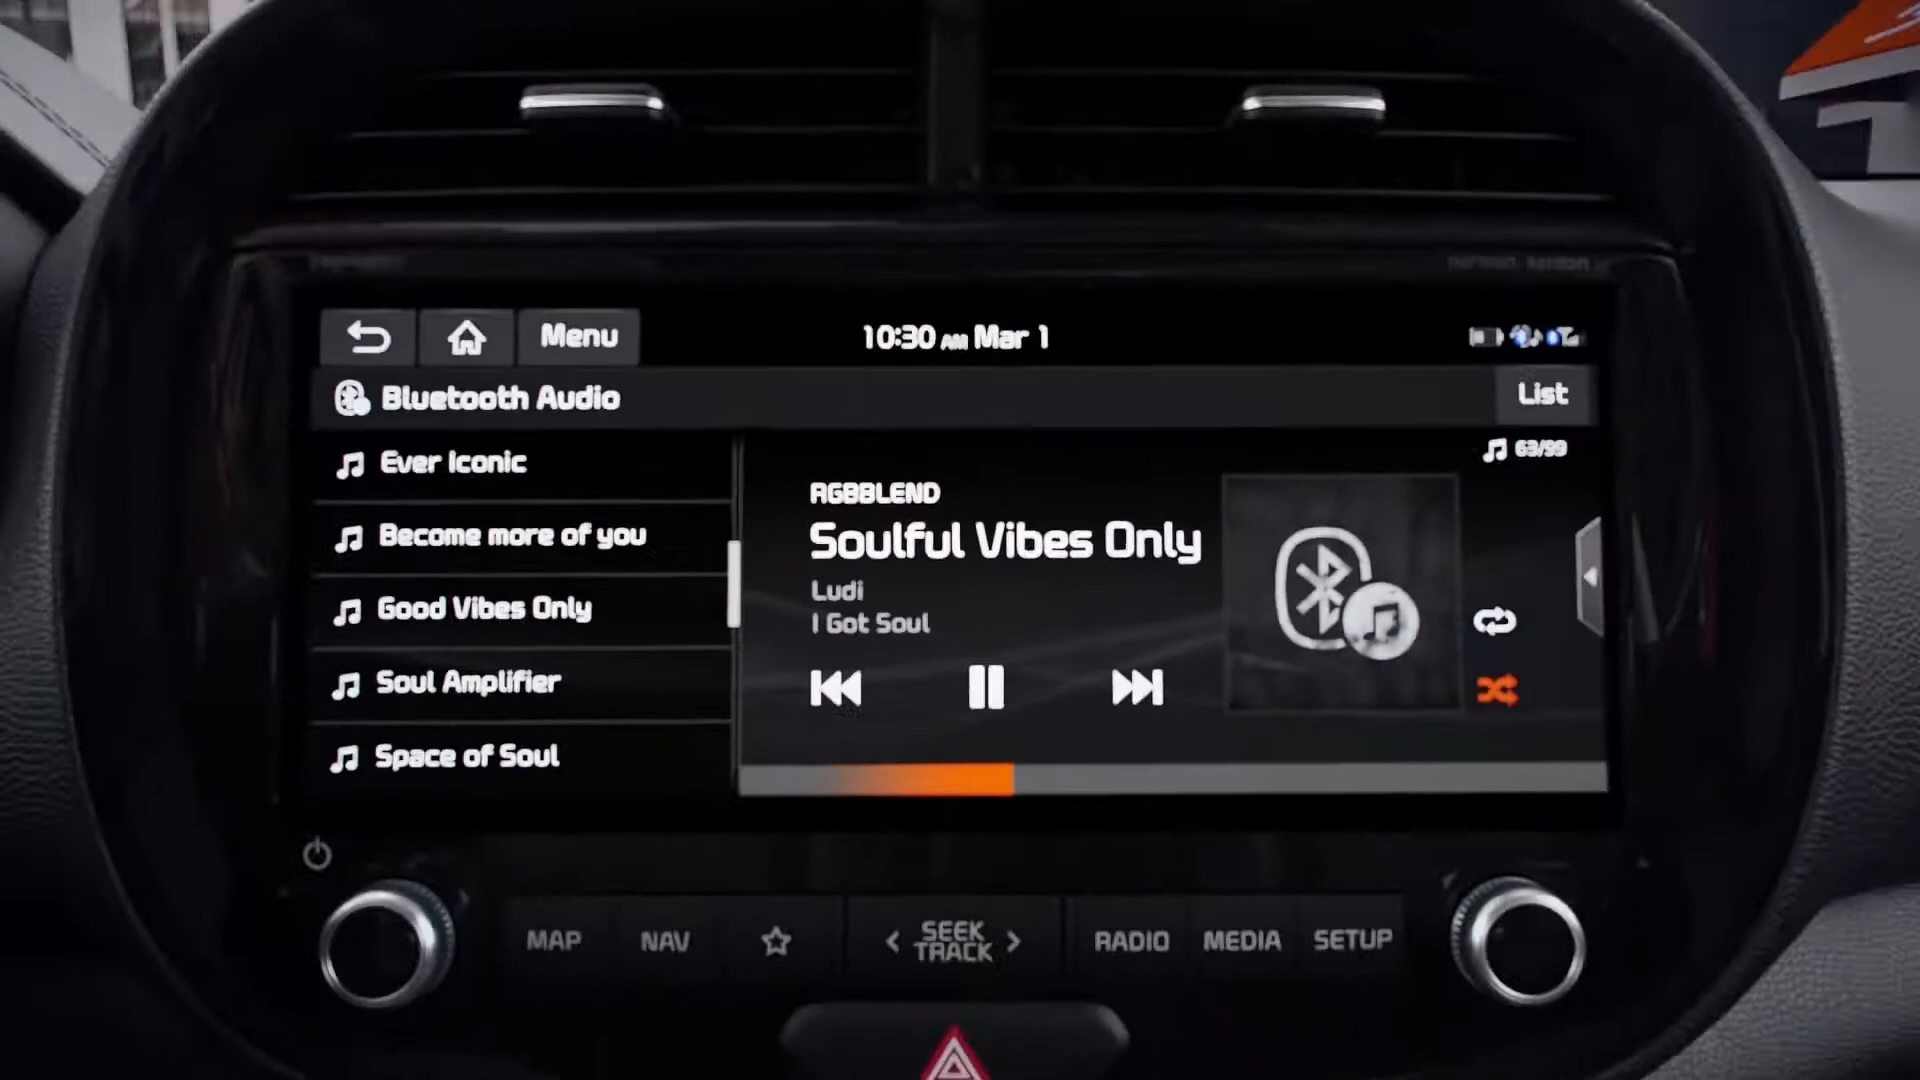 Menu
10:30 AM Mar 1
Bluetooth Audio
List
63/99
Ever Iconic
Become more of you
Good Vibes Only
Soul Amplifier
Space of Soul
RGBBLEND
Soulful Vibes Only
Ludi
I Got Soul
MAP
NAV
SEEK
TRACK
RADIO
MEDIA
SETUP